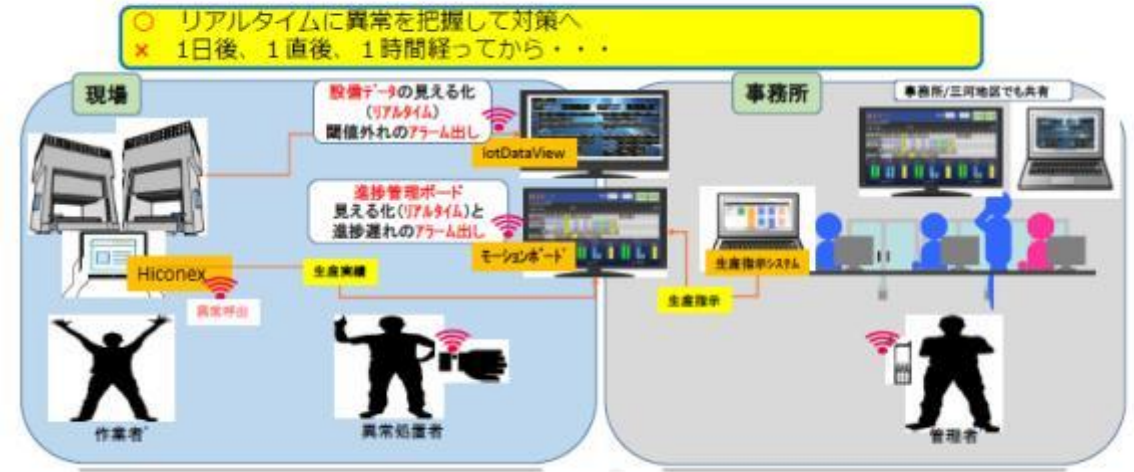 ○ リアルタイムに異常を把握して対策へ
× 1日後、1直後、1時間経ってから・・・
現場
設備データの見える化
(リアルタイム)
閾値外れのアラーム出し
IotDataView
進捗管理ボード
見える化(リアルタイム)と
進捗遅れのアラーム出し
モーションボード
Hiconex
異常呼出
生産実績
作業者
異常処置者
事務所
事務所/三河地区でも共有
生産指示システム
生産指示
管理者